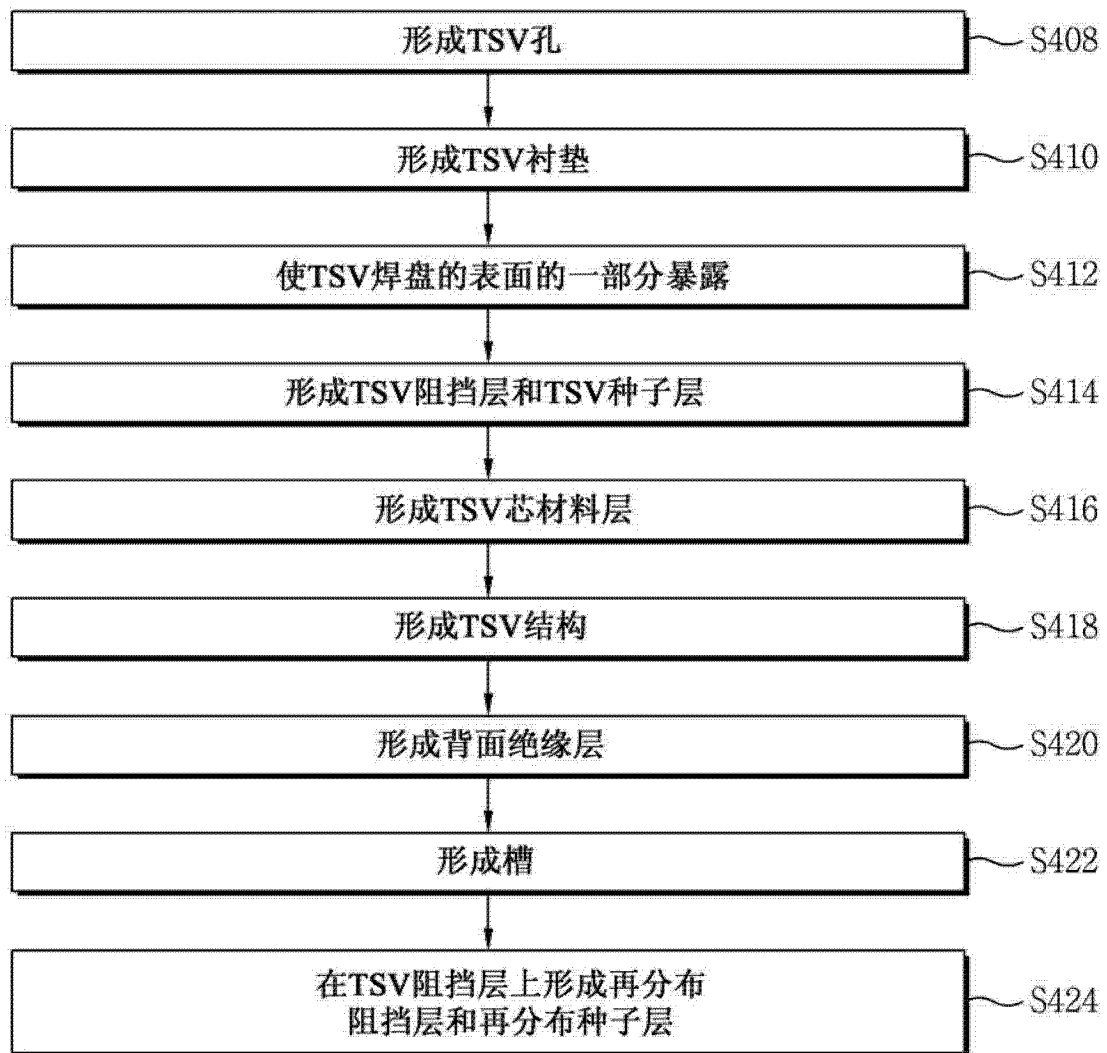 形成TSV孔 S408
形成TSV衬垫 S410
使TSV焊盘的表面的一部分暴露 S412
形成TSV阻挡层和TSV种子层 S414
形成TSV芯材料层 S416
形成TSV结构 S418
形成背面绝缘层 S420
形成槽 S422
在TSV阻挡层上形成再分布
阻挡层和再分布种子层 S424